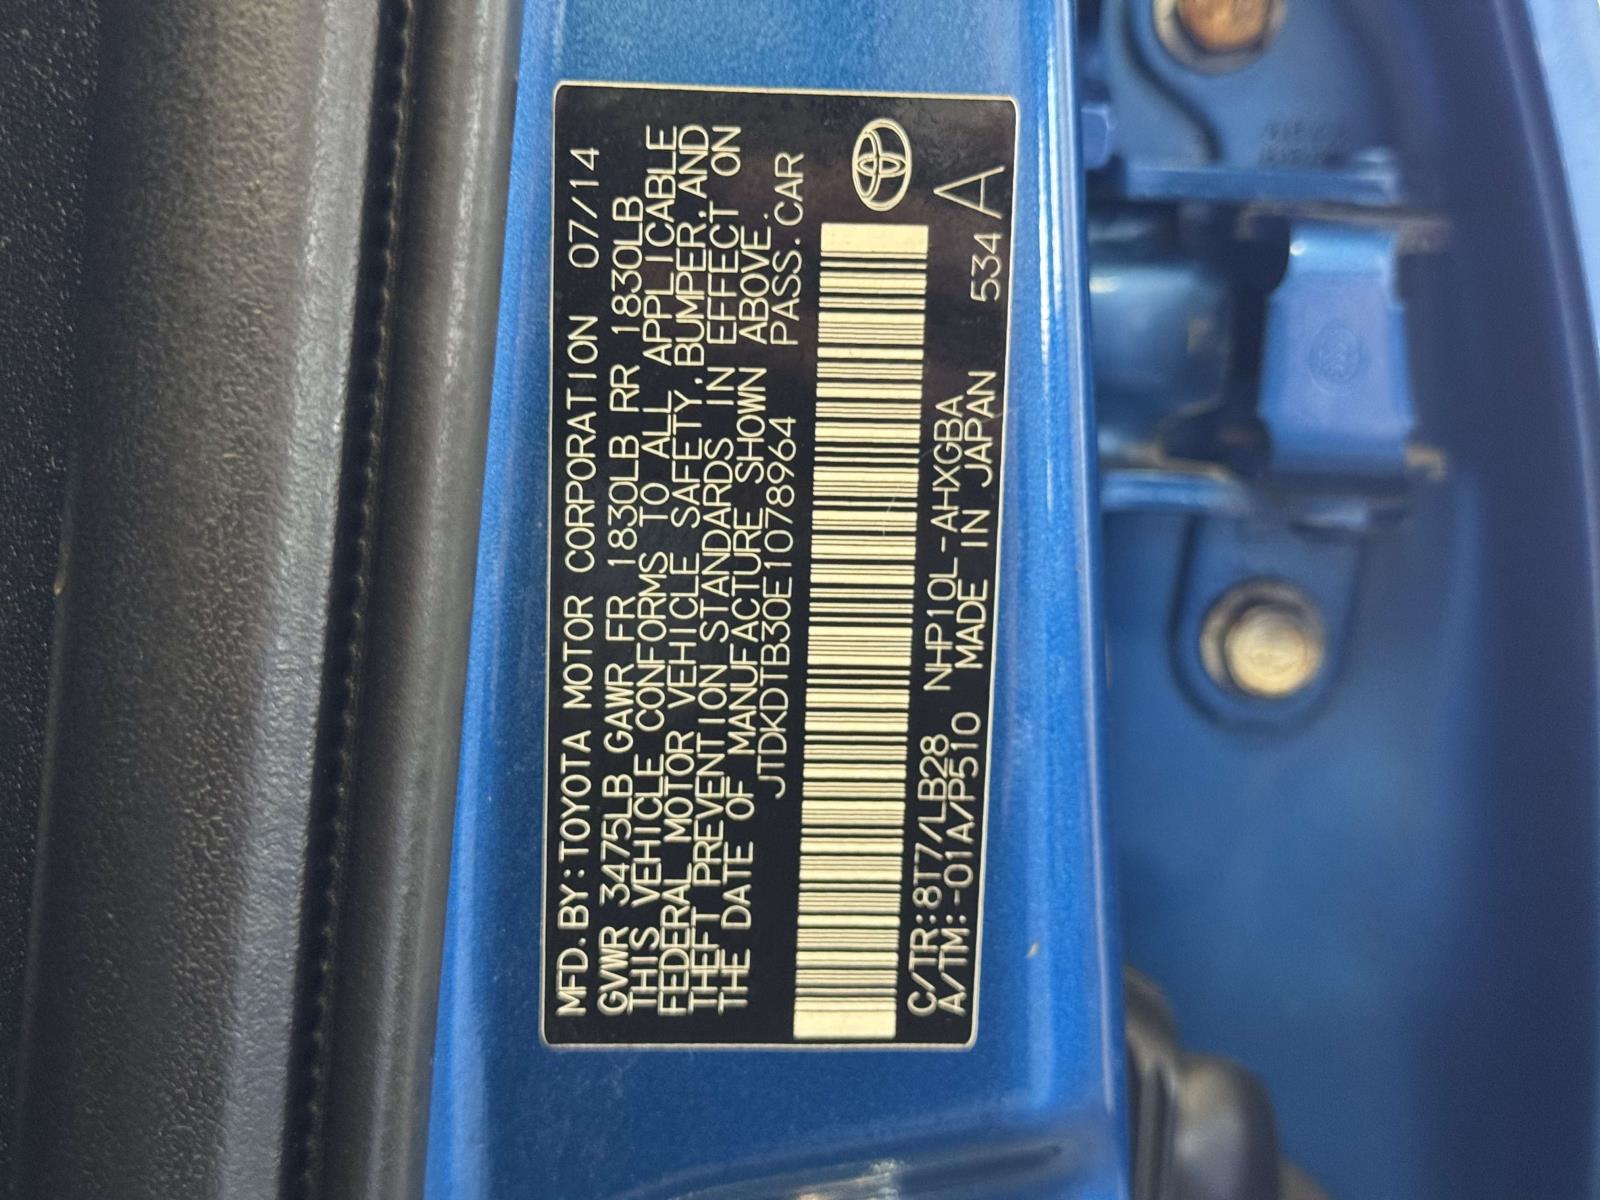 MFD.BY:TOYOTA MOTOR CORPORATION 07/14
GVWR 3475LB GAWR FR 1830LB RR 1830LB
THIS VEHICLE CONFORMS TO ALL APPLICABLE
FEDERAL MOTOR VEHICLE SAFETY,BUMPER,AND
THEFT PREVENTION STANDARDS IN EFFECT ON
THE DATE OF MANUFACTURE SHOWN ABOVE.
JTDKDTB30E1078964 PASS.CAR
C/TR:8T7/LB28 NHP10L-AHXGBA
A/TM:-01A/P510 MADE IN JAPAN 534A